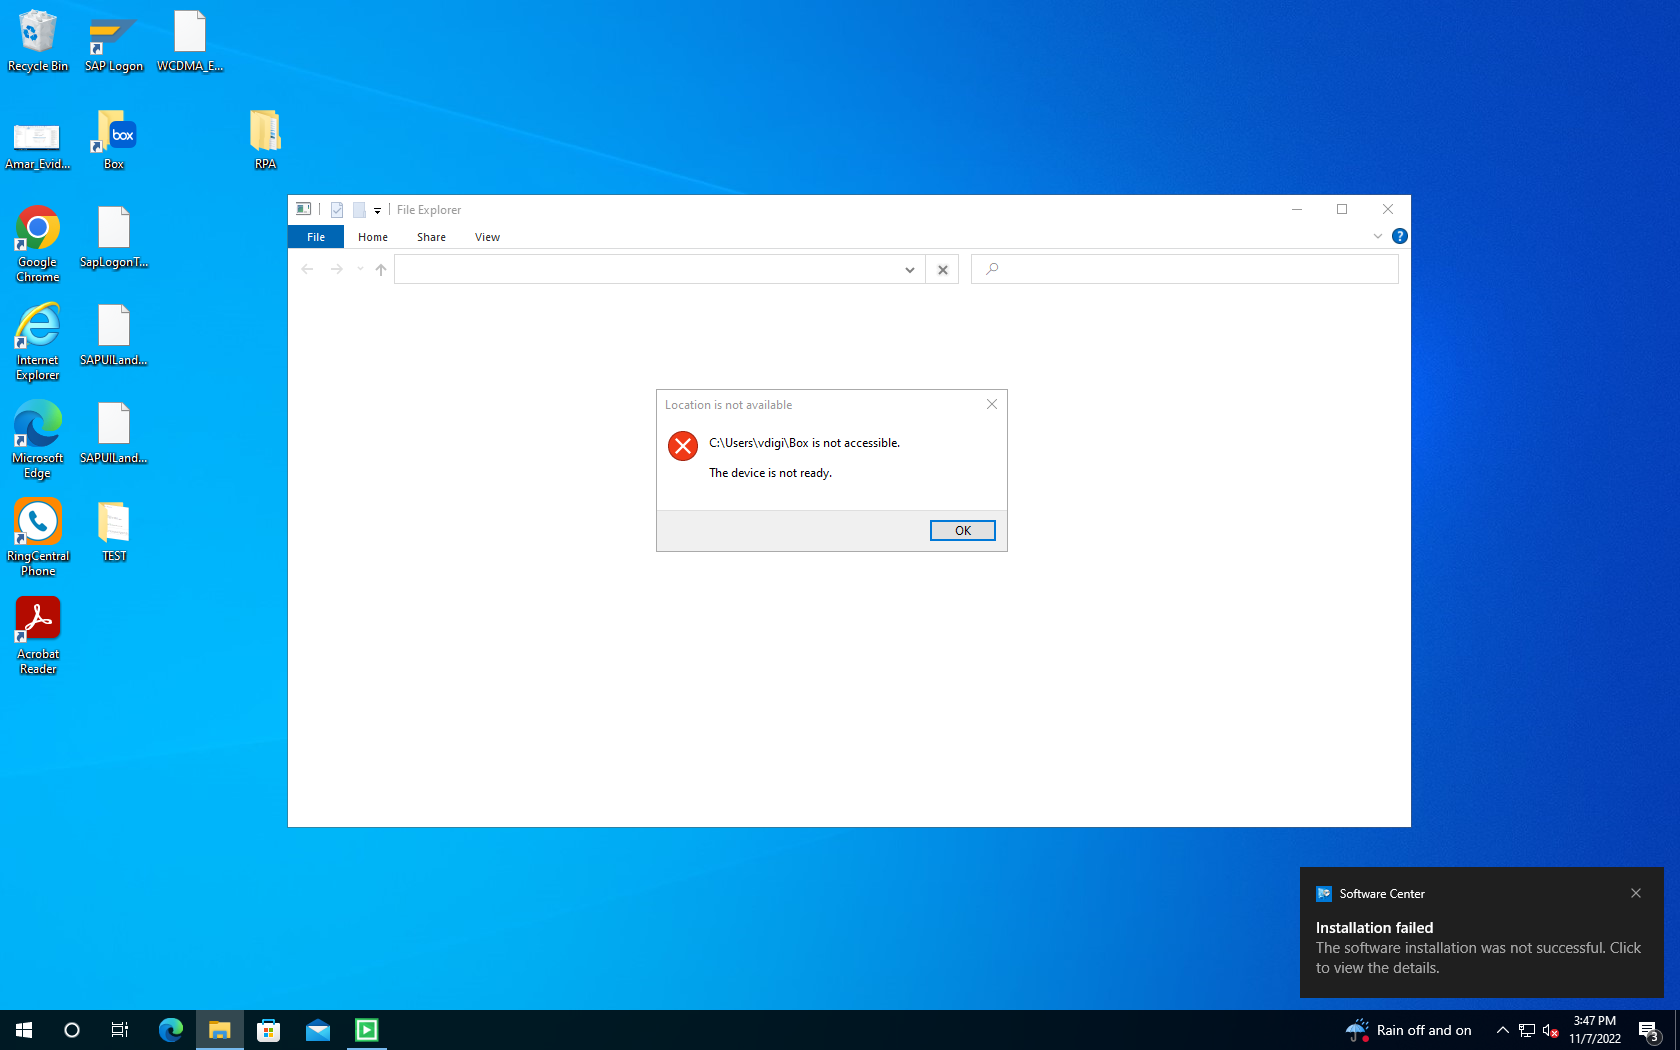 Recycle Bin
SAP Logon
WCDMA_E...
Amar_Evid...
box
Box
RPA
Google
Chrome
SapLogonT...
Internet
Explorer
SAPUILand...
Microsoft
Edge
SAPUILand...
RingCentral
Phone
TEST
Acrobat
Reader
File Explorer
File
Home
Share
View
?
Location is not available
C:\Users\vdigi\Box is not accessible.
The device is not ready.
OK
Software Center
Installation failed
The software installation was not successful. Click
to view the details.
Rain off and on
3:47 PM
11/7/2022
3